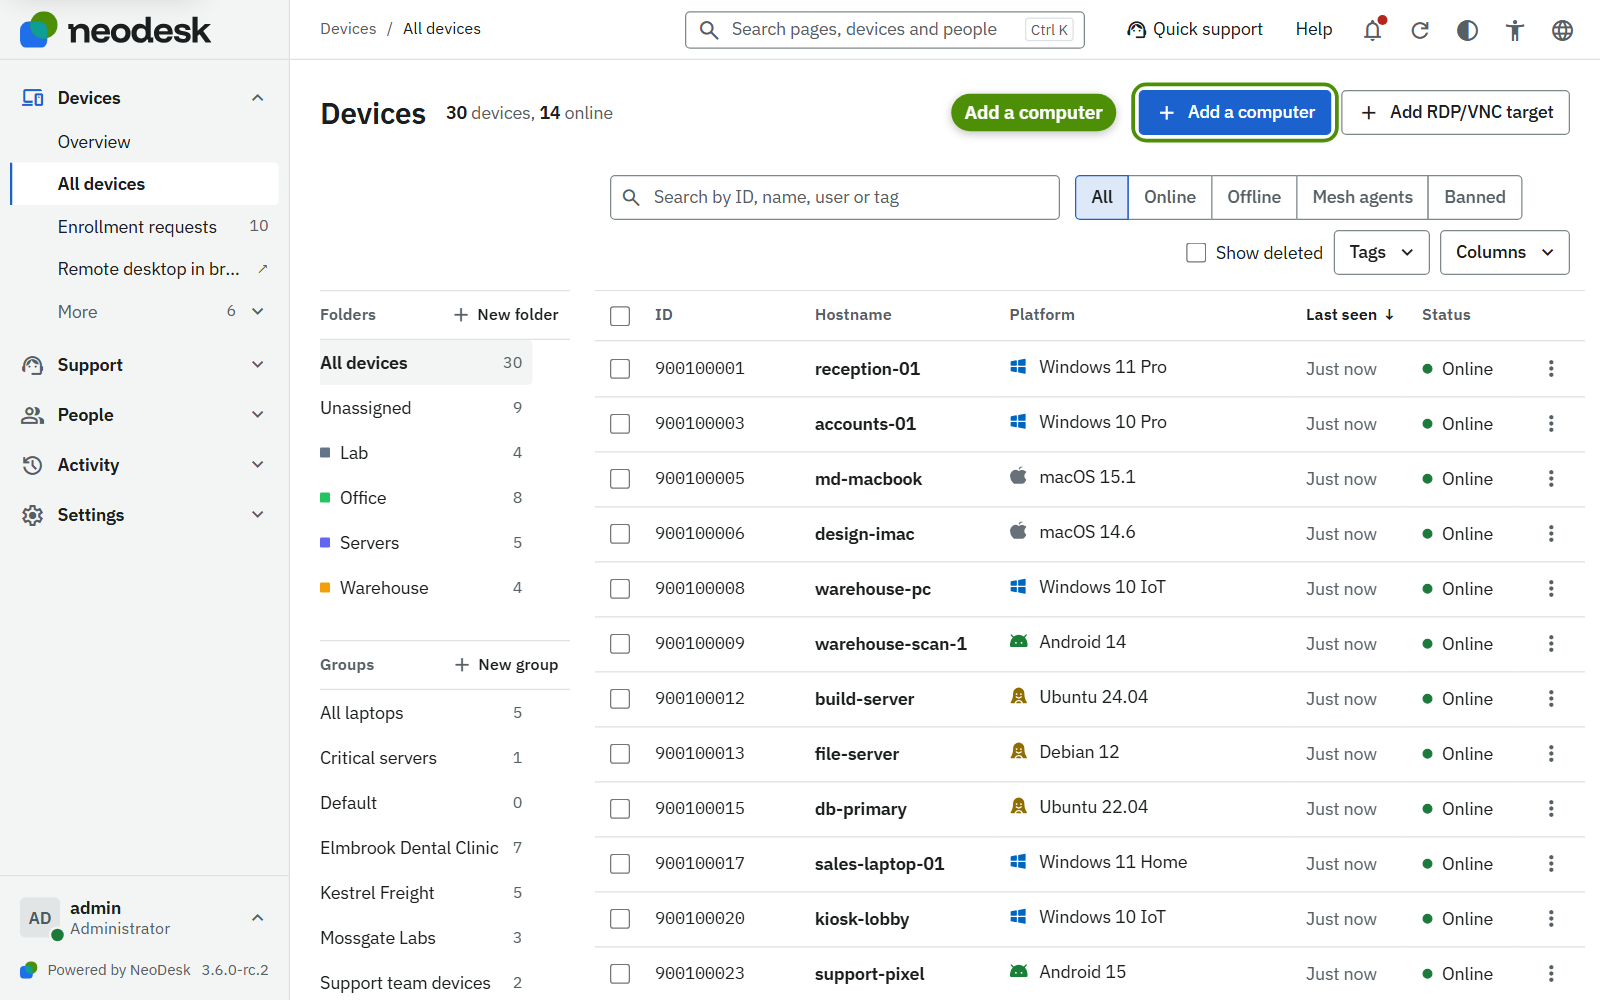 neodesk
Devices / All devices
Search pages, devices and people Ctrl K
Quick support
Help
Devices
Overview
All devices
Enrollment requests 10
Remote desktop in br... ↗
More 6
Support
People
Activity
Settings
AD
admin
Administrator
Powered by NeoDesk 3.6.0-rc.2
Devices 30 devices, 14 online
Add a computer
+ Add a computer
+ Add RDP/VNC target
Search by ID, name, user or tag
All Online Offline Mesh agents Banned
Show deleted Tags Columns
Folders + New folder
All devices 30
Unassigned 9
Lab 4
Office 8
Servers 5
Warehouse 4
Groups + New group
All laptops 5
Critical servers 1
Default 0
Elmbrook Dental Clinic 7
Kestrel Freight 5
Mossgate Labs 3
Support team devices 2
ID Hostname Platform Last seen ↓ Status
900100001 reception-01 Windows 11 Pro Just now Online
900100003 accounts-01 Windows 10 Pro Just now Online
900100005 md-macbook macOS 15.1 Just now Online
900100006 design-imac macOS 14.6 Just now Online
900100008 warehouse-pc Windows 10 IoT Just now Online
900100009 warehouse-scan-1 Android 14 Just now Online
900100012 build-server Ubuntu 24.04 Just now Online
900100013 file-server Debian 12 Just now Online
900100015 db-primary Ubuntu 22.04 Just now Online
900100017 sales-laptop-01 Windows 11 Home Just now Online
900100020 kiosk-lobby Windows 10 IoT Just now Online
900100023 support-pixel Android 15 Just now Online